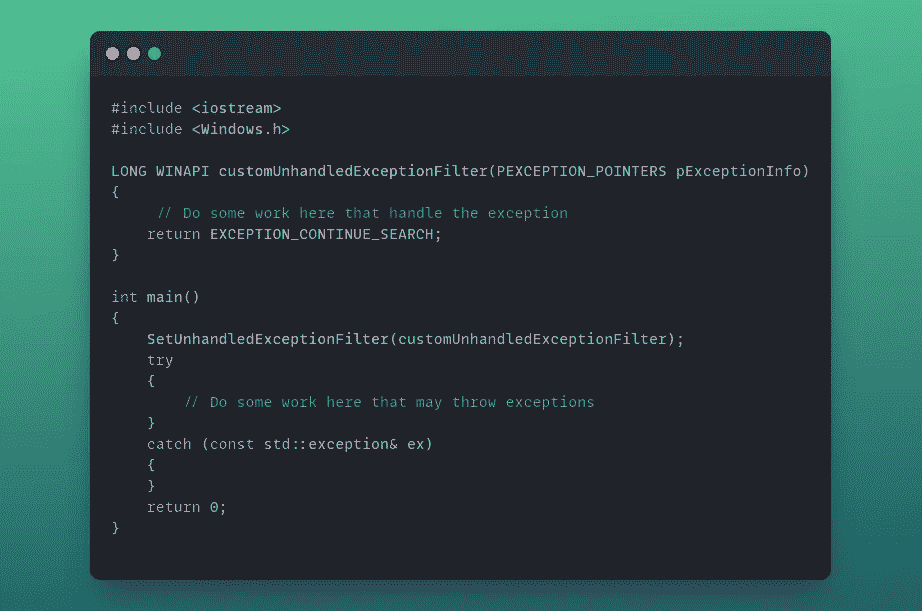 #include <iostream>
#include <Windows.h>
LONG WINAPI customUnhandledExceptionFilter(PEXCEPTION_POINTERS pExceptionInfo)
{
// Do some work here that handle the exception
return EXCEPTION_CONTINUE_SEARCH;
}
int main()
{
SetUnhandledExceptionFilter(customUnhandledExceptionFilter);
try
{
// Do some work here that may throw exceptions
}
catch (const std::exception& ex)
{
}
return 0;
}